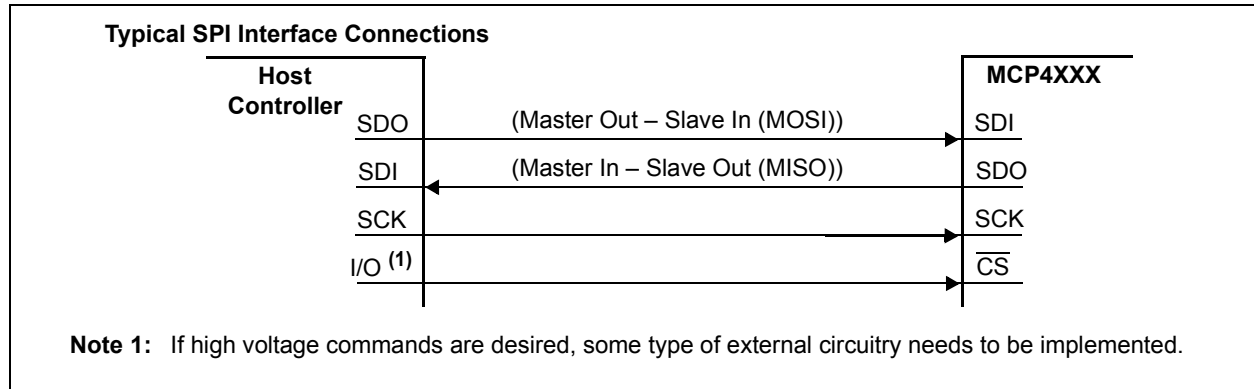 Typical SPI Interface Connections
Host
Controller
MCP4XXX
SDO (Master Out – Slave In (MOSI)) SDI
SDI (Master In – Slave Out (MISO)) SDO
SCK SCK
I/O (1) C̅S̅
Note 1: If high voltage commands are desired, some type of external circuitry needs to be implemented.